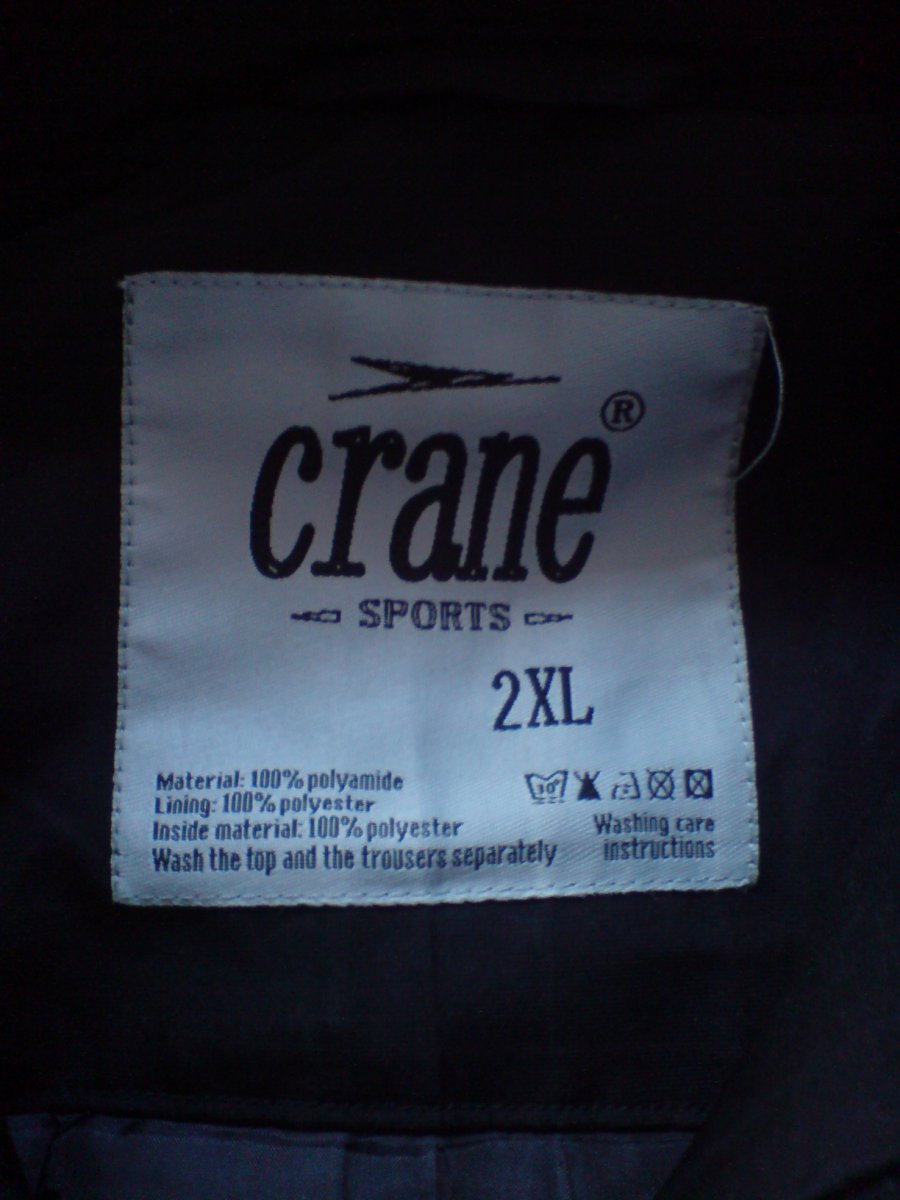 crane®
SPORTS
2XL
Material: 100% polyamide
Lining: 100% polyester
Inside material: 100% polyester
Wash the top and the trousers separately
Washing care
instructions